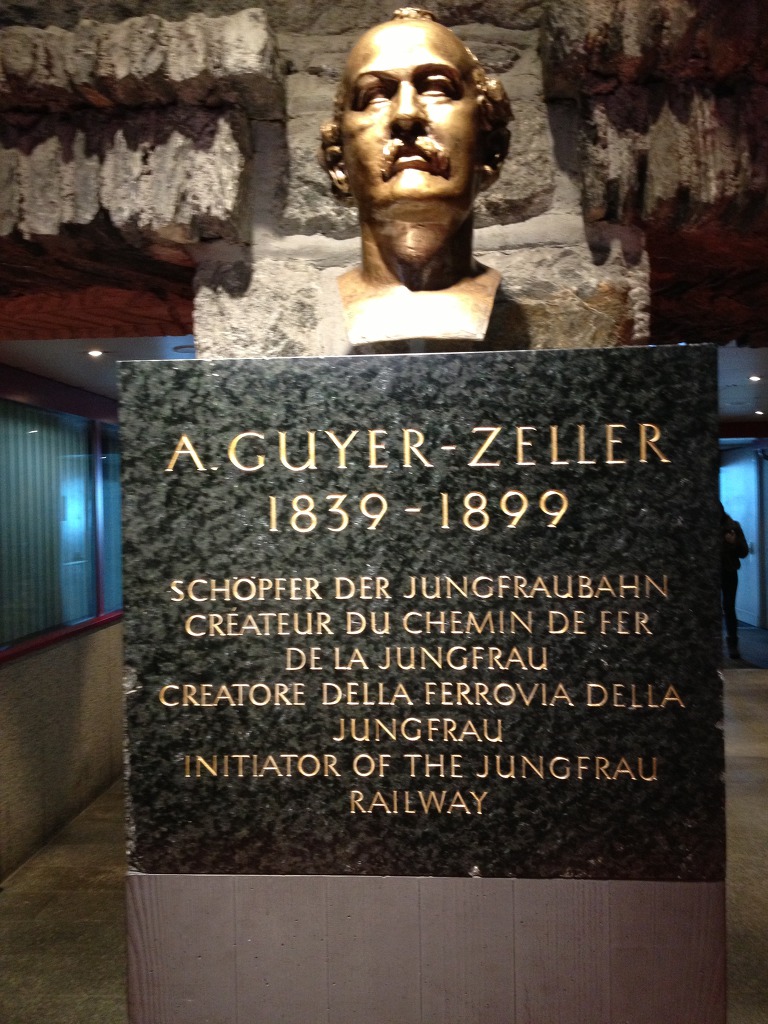 A. GUYER-ZELLER
1839-1899
SCHÖPFER DER JUNGFRAUBAHN
CRÉATEUR DU CHEMIN DE FER
DE LA JUNGFRAU
CREATORE DELLA FERROVIA DELLA
JUNGFRAU
INITIATOR OF THE JUNGFRAU
RAILWAY